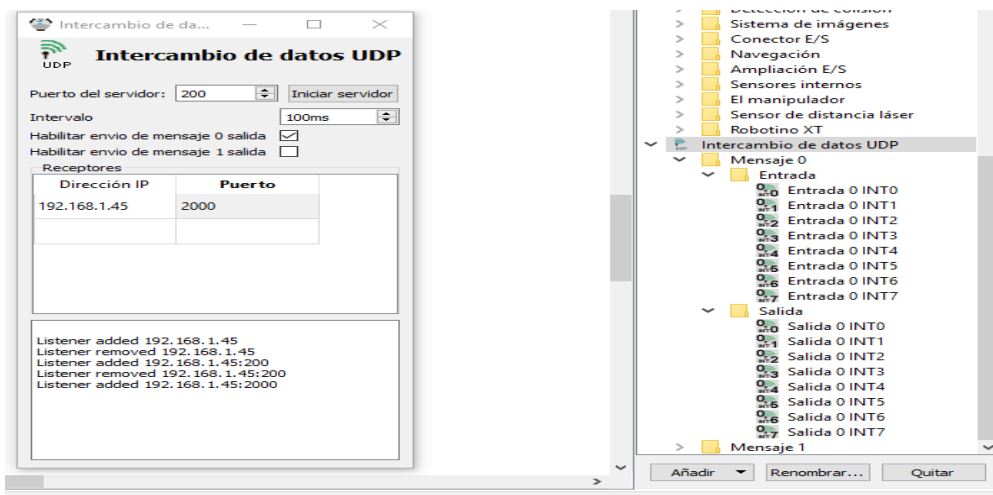 Intercambio de da...
UDP
Intercambio de datos UDP
Puerto del servidor: 200 Iniciar servidor
Intervalo 100ms
Habilitar envio de mensaje 0 salida
Habilitar envio de mensaje 1 salida
Receptores
Dirección IP Puerto
192.168.1.45 2000
Listener added 192.168.1.45
Listener removed 192.168.1.45
Listener added 192.168.1.45:200
Listener removed 192.168.1.45:200
Listener added 192.168.1.45:2000
Detección de colisión
Sistema de imágenes
Conector E/S
Navegación
Ampliación E/S
Sensores internos
El manipulador
Sensor de distancia láser
Robotino XT
Intercambio de datos UDP
Mensaje 0
Entrada
Entrada 0 INT0
Entrada 0 INT1
Entrada 0 INT2
Entrada 0 INT3
Entrada 0 INT4
Entrada 0 INT5
Entrada 0 INT6
Entrada 0 INT7
Salida
Salida 0 INT0
Salida 0 INT1
Salida 0 INT2
Salida 0 INT3
Salida 0 INT4
Salida 0 INT5
Salida 0 INT6
Salida 0 INT7
Mensaje 1
Añadir Renombrar... Quitar